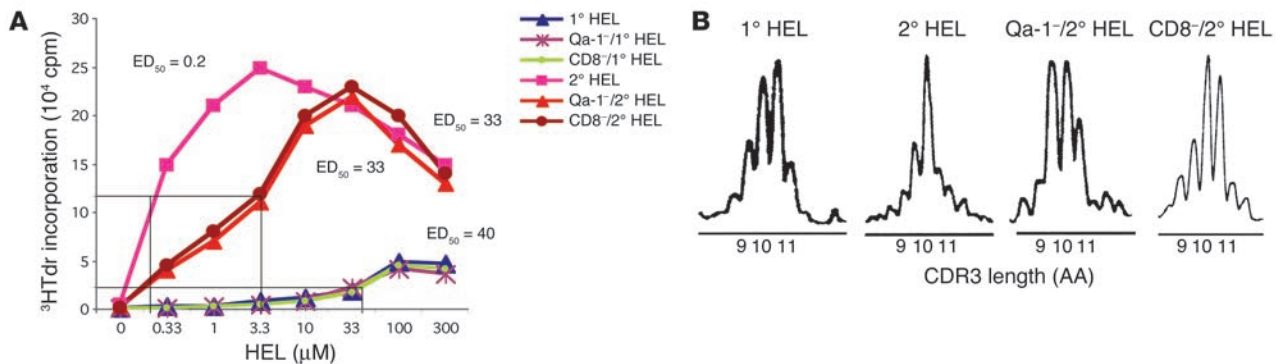 A
³HTdr incorporation (10⁴ cpm)
30
25
20
15
10
5
0
0 0.33 1 3.3 10 33 100 300
HEL (μM)
ED₅₀ = 0.2
ED₅₀ = 33
ED₅₀ = 33
ED₅₀ = 40
1° HEL
Qa-1⁻/1° HEL
CD8⁻/1° HEL
2° HEL
Qa-1⁻/2° HEL
CD8⁻/2° HEL
B
1° HEL 2° HEL Qa-1⁻/2° HEL CD8⁻/2° HEL
9 10 11 9 10 11 9 10 11 9 10 11
CDR3 length (AA)